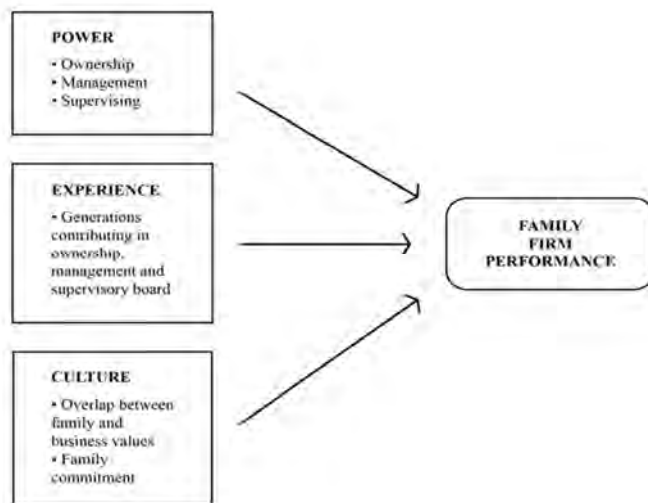 POWER
• Ownership
• Management
• Supervising
EXPERIENCE
• Generations
contributing in
ownership,
management and
supervisory board
CULTURE
• Overlap between
family and
business values
• Family
commitment
FAMILY
FIRM
PERFORMANCE